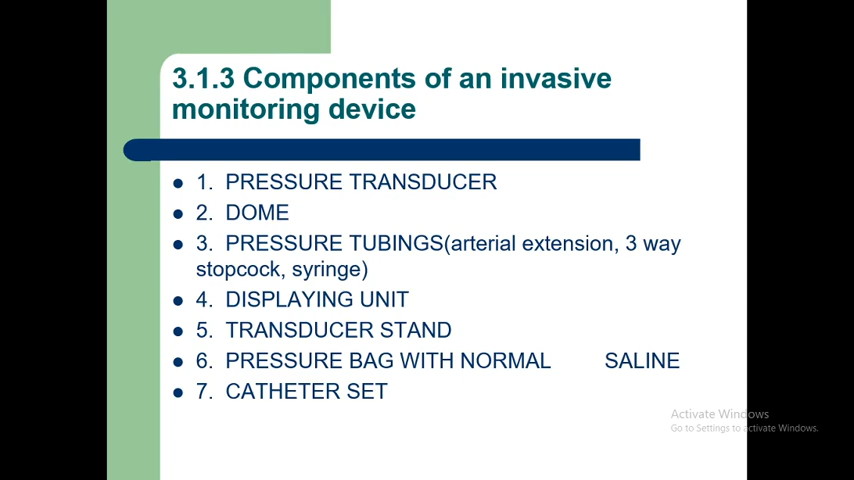 3.1.3 Components of an invasive
monitoring device
1. PRESSURE TRANSDUCER
2. DOME
3. PRESSURE TUBINGS(arterial extension, 3 way
stopcock, syringe)
4. DISPLAYING UNIT
5. TRANSDUCER STAND
6. PRESSURE BAG WITH NORMAL SALINE
7. CATHETER SET
Activate Windows
Go to Settings to activate Windows.